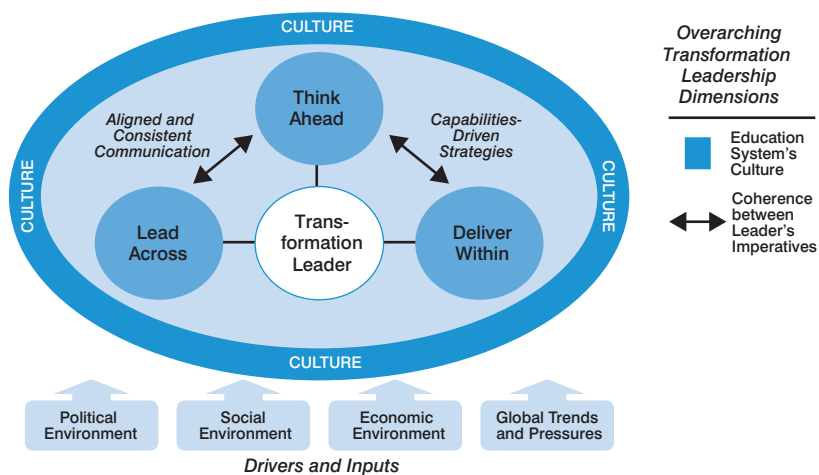 CULTURE
Think
Ahead
Aligned and
Consistent
Communication
Capabilities-
Driven
Strategies
CULTURE
CULTURE
Lead
Across
Trans-
formation
Leader
Deliver
Within
CULTURE
Political
Environment
Social
Environment
Economic
Environment
Global Trends
and Pressures
Drivers and Inputs
Overarching
Transformation
Leadership
Dimensions
Education
System's
Culture
Coherence
between
Leader's
Imperatives